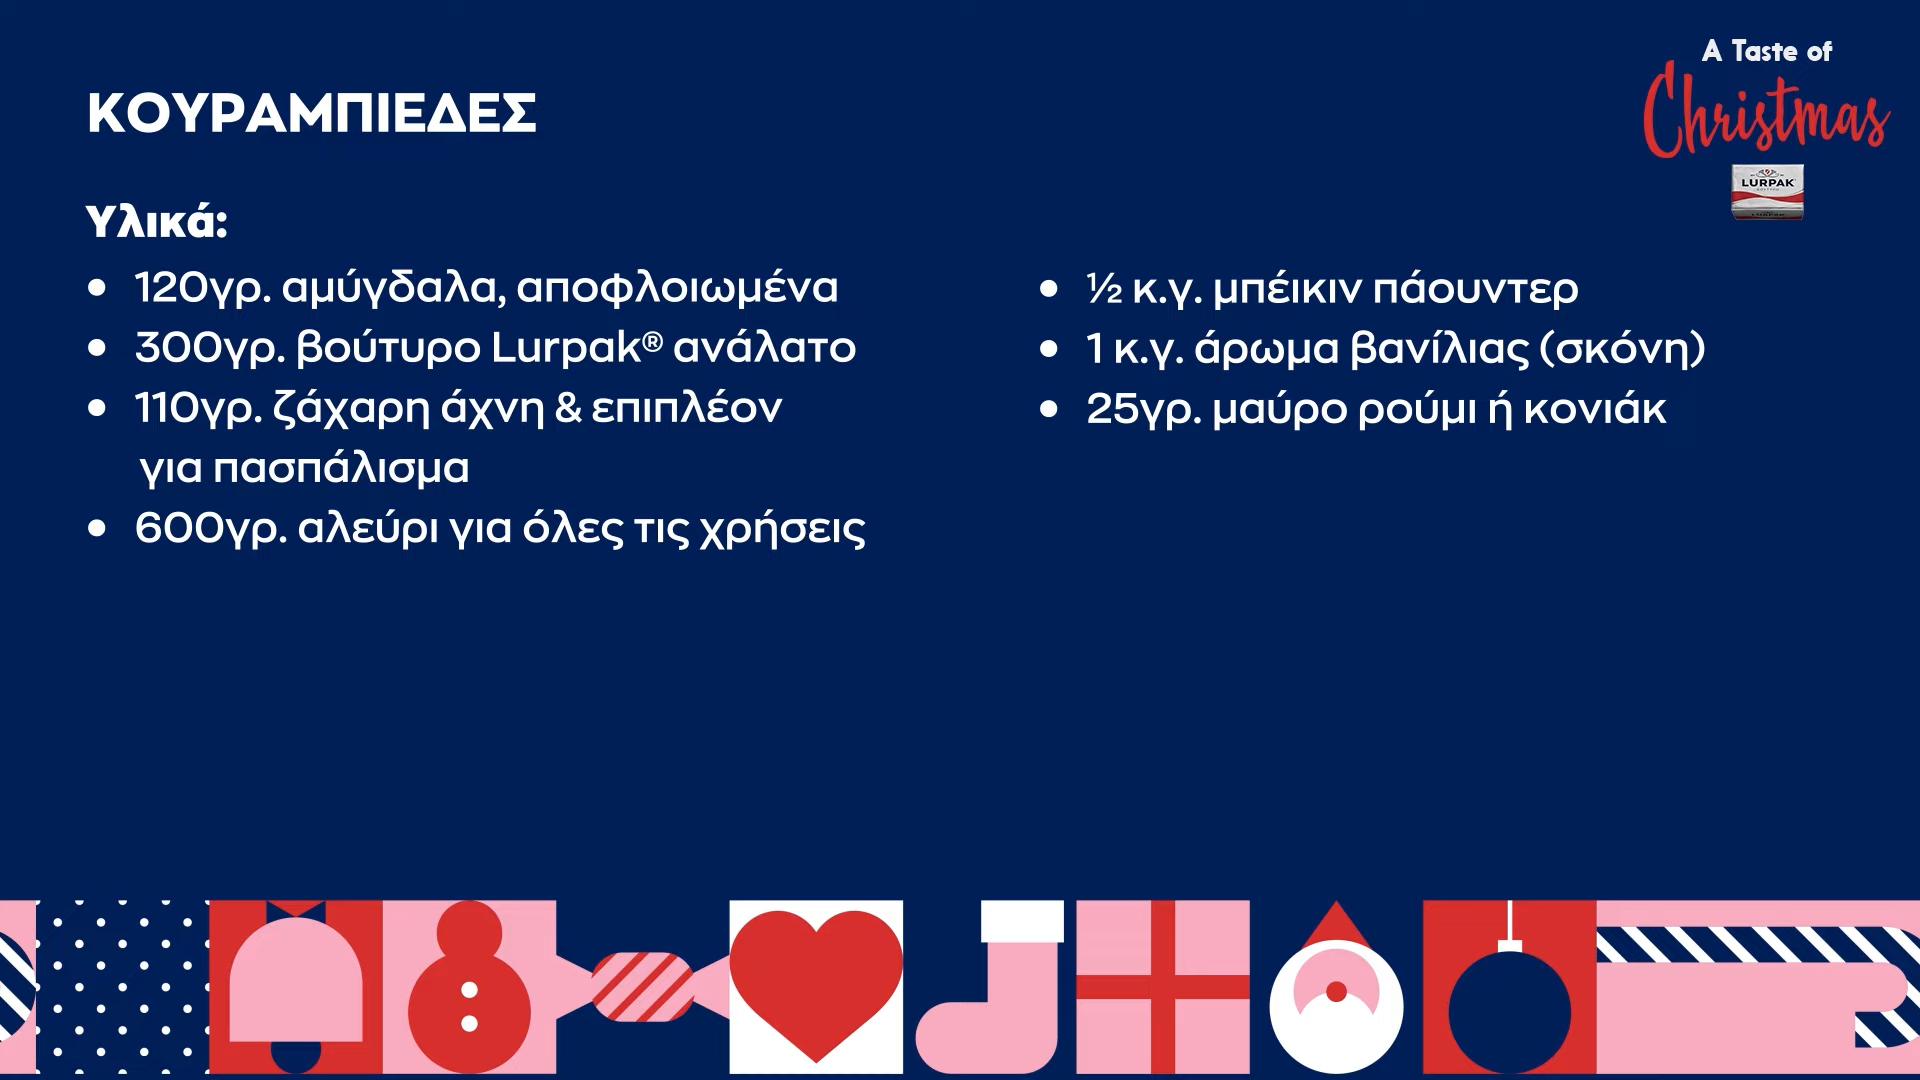 A Taste of
Christmas
LURPAK
ΚΟΥΡΑΜΠΙΕΔΕΣ
Υλικά:
• 120γρ. αμύγδαλα, αποφλοιωμένα
• 300γρ. βούτυρο Lurpak® ανάλατο
• 110γρ. ζάχαρη άχνη & επιπλέον
για πασπάλισμα
• 600γρ. αλεύρι για όλες τις χρήσεις
• ½ κ.γ. μπέικιν πάουντερ
• 1 κ.γ. άρωμα βανίλιας (σκόνη)
• 25γρ. μαύρο ρούμι ή κονιάκ